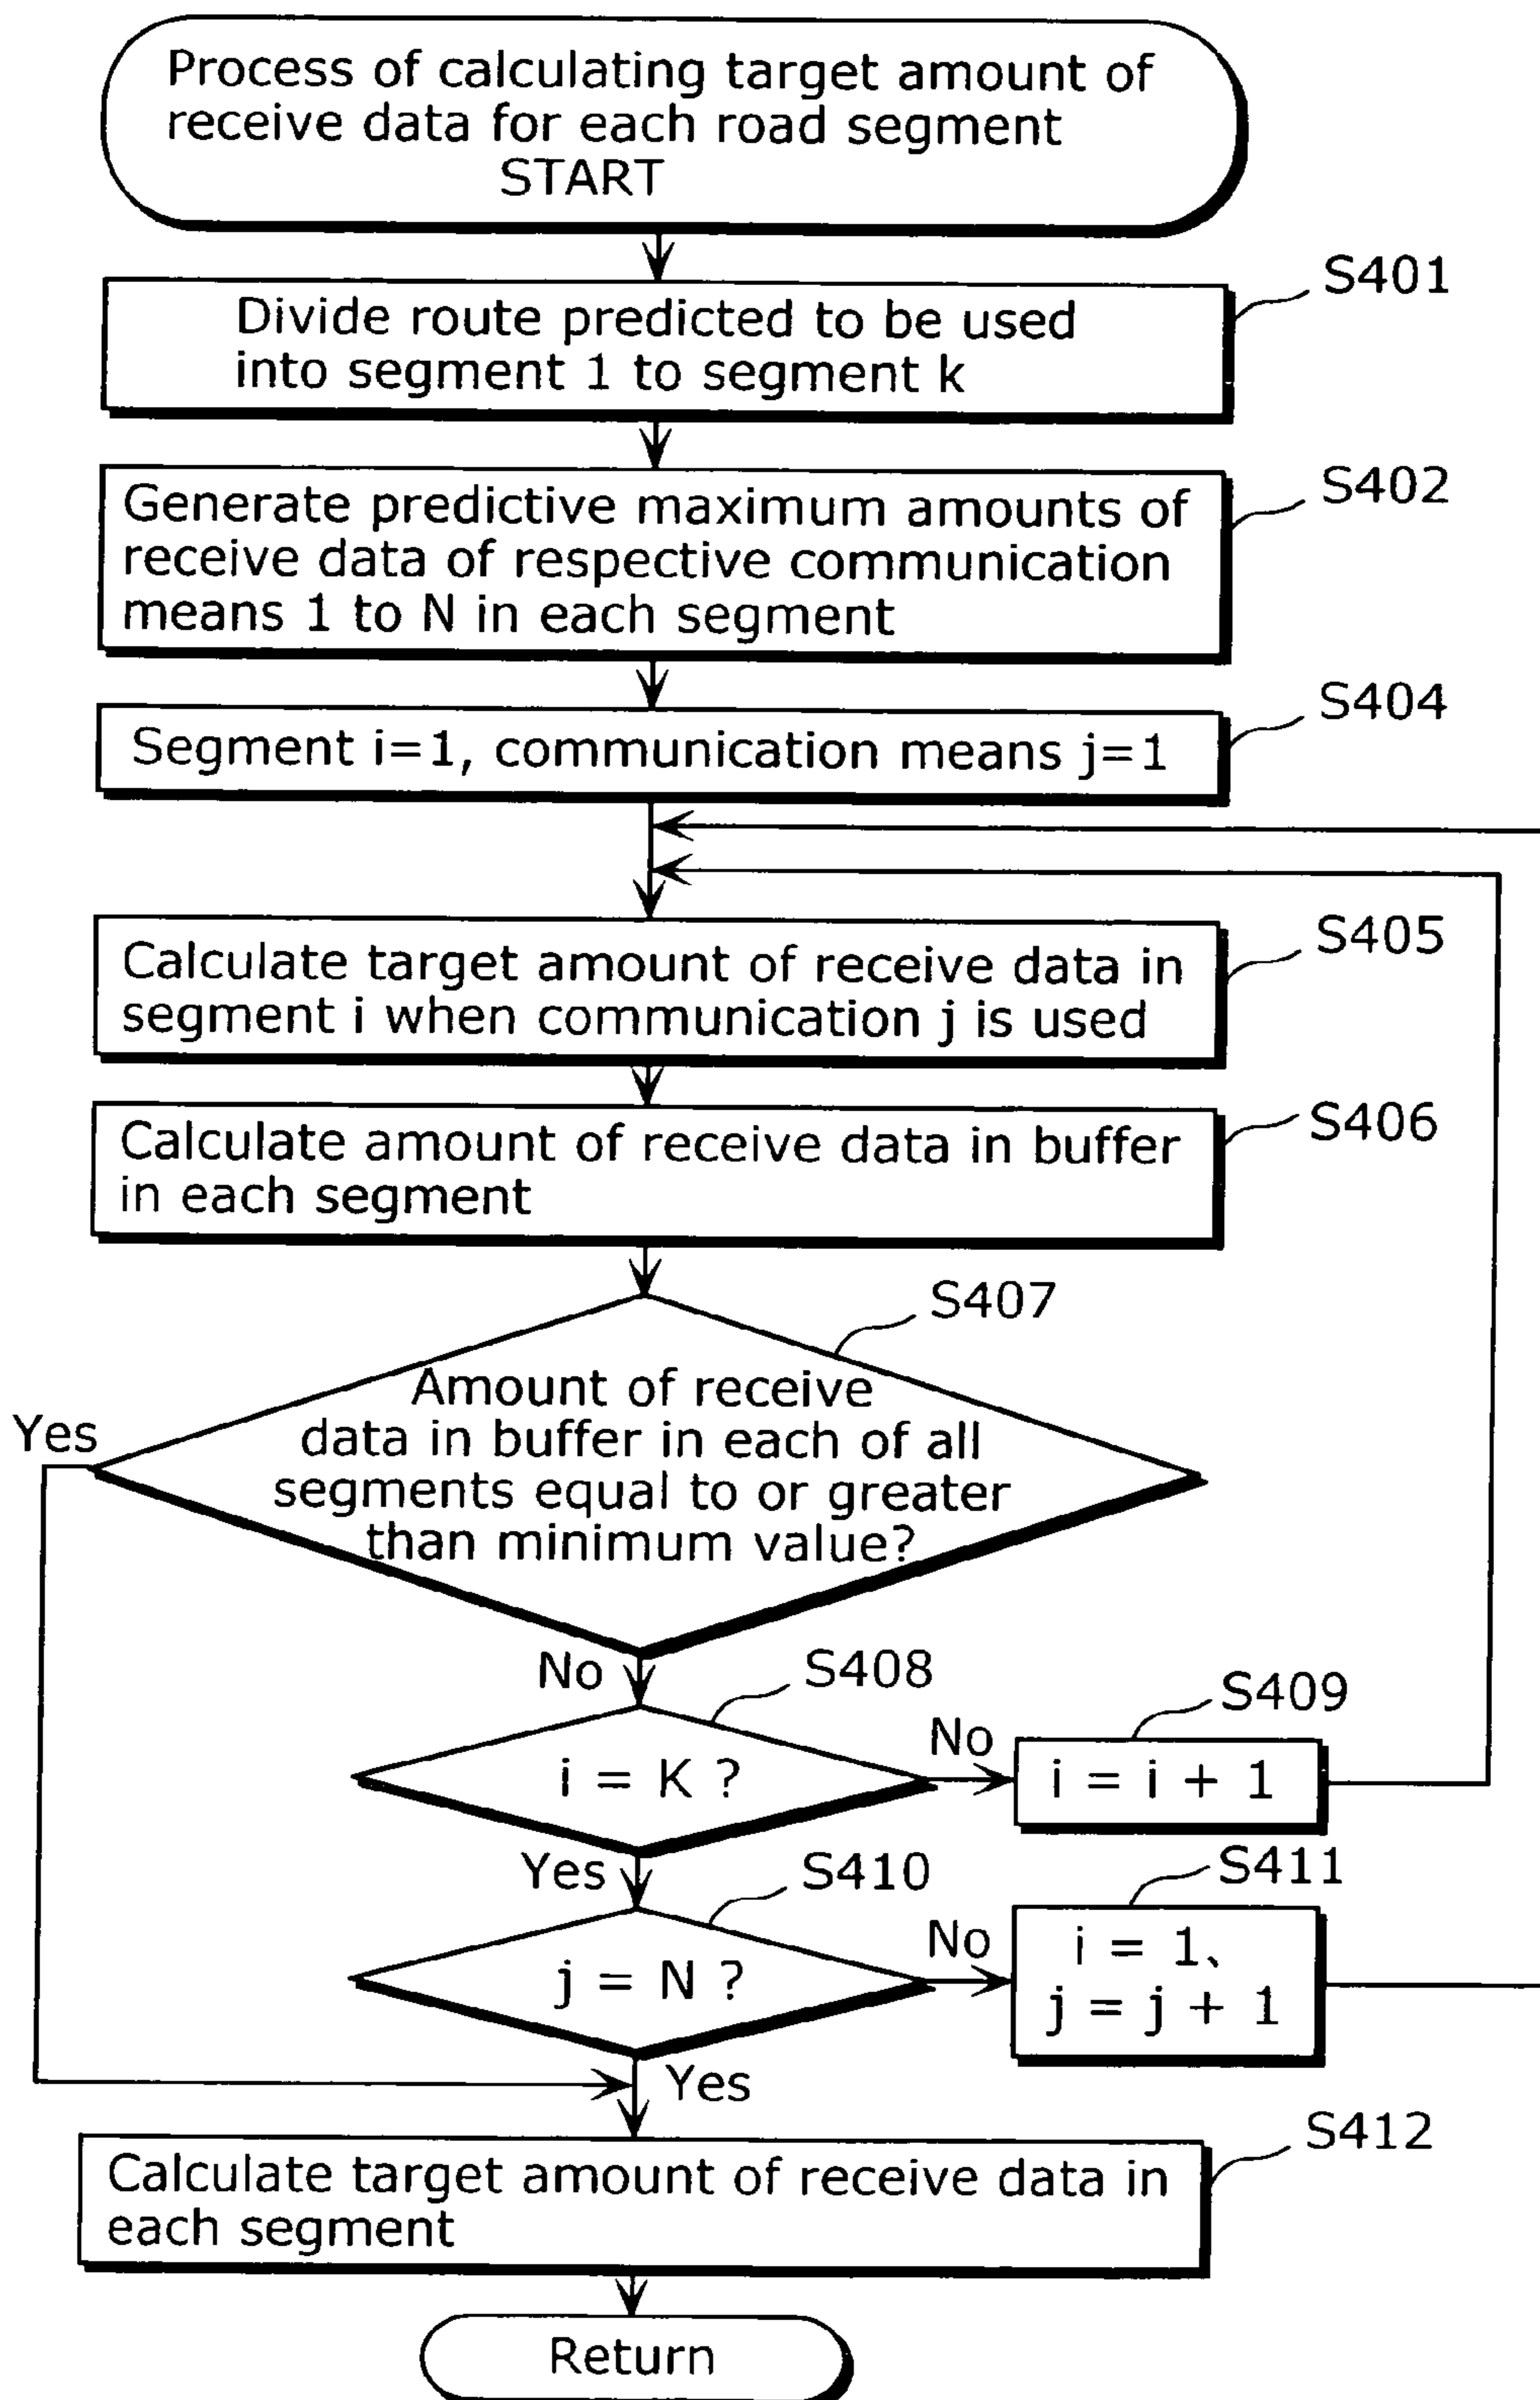 Process of calculating target amount of
receive data for each road segment
START
S401
Divide route predicted to be used
into segment 1 to segment k
S402
Generate predictive maximum amounts of
receive data of respective communication
means 1 to N in each segment
S404
Segment i=1, communication means j=1
S405
Calculate target amount of receive data in
segment i when communication j is used
S406
Calculate amount of receive data in buffer
in each segment
S407
Amount of receive
data in buffer in each of all
segments equal to or greater
than minimum value?
Yes
No
S408
i = K ?
No
S409
i = i + 1
Yes
S410
j = N ?
No
S411
i = 1、
j = j + 1
Yes
S412
Calculate target amount of receive data in
each segment
Return